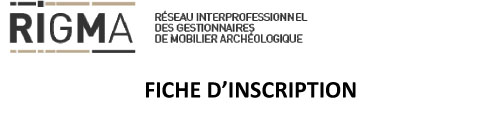 RIGMA
RÉSEAU INTERPROFESSIONNEL
DES GESTIONNAIRES
DE MOBILIER ARCHÉOLOGIQUE
FICHE D'INSCRIPTION